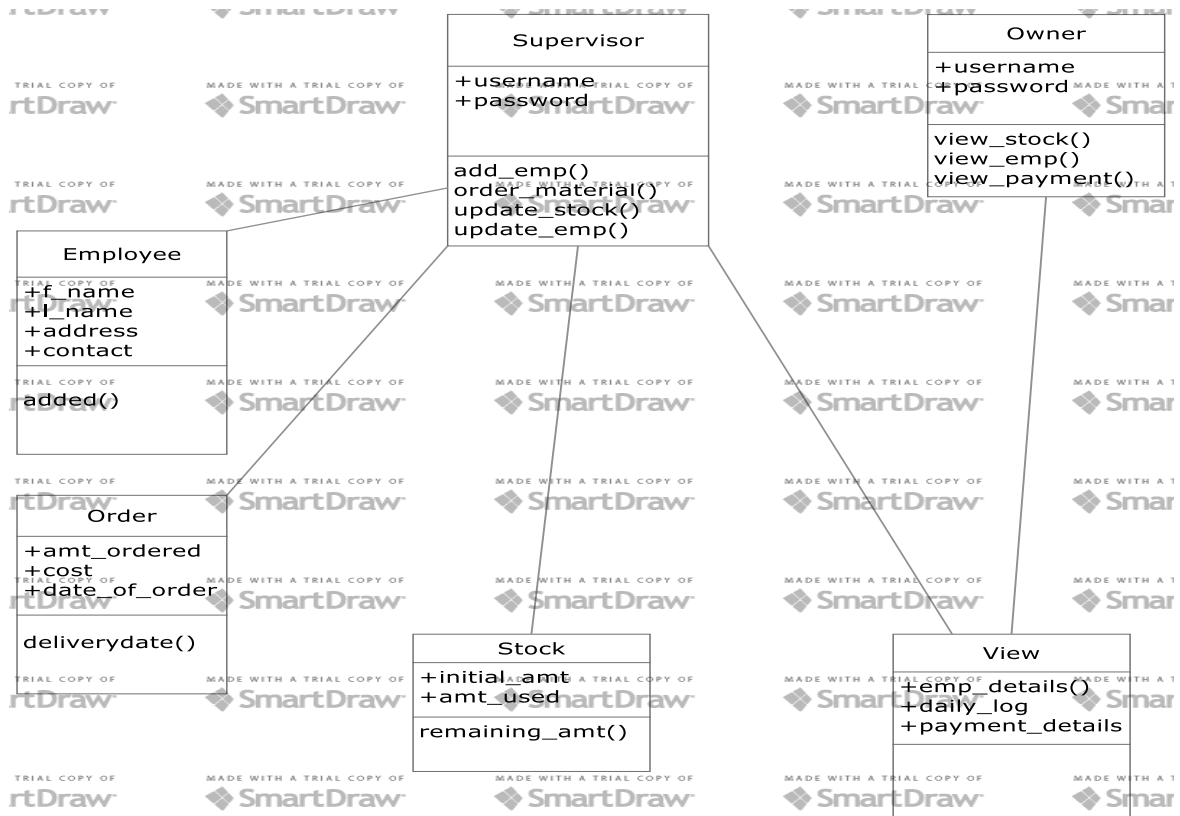 Supervisor
+username
+password
add_emp()
order_material()
update_stock()
update_emp()
Owner
+username
+password
view_stock()
view_emp()
view_payment()
Employee
+f_name
+l_name
+address
+contact
added()
Order
+amt_ordered
+cost
+date_of_order
deliverydate()
Stock
+initial_amt
+amt_used
remaining_amt()
View
+emp_details()
+daily_log
+payment_details
MADE WITH A TRIAL COPY OF
SmartDraw